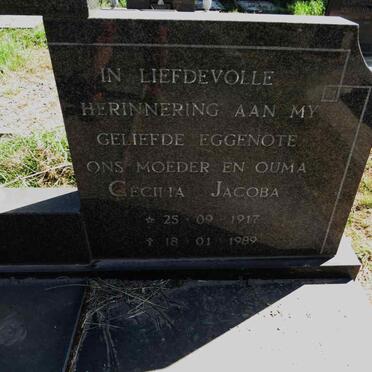 IN LIEFDEVOLLE
HERINNERING AAN MY
GELIEFDE EGGENOTE
ONS MOEDER EN OUMA
CECILIA JACOBA
* 25 · 09 · 1917
✝ 18 · 01 · 1989